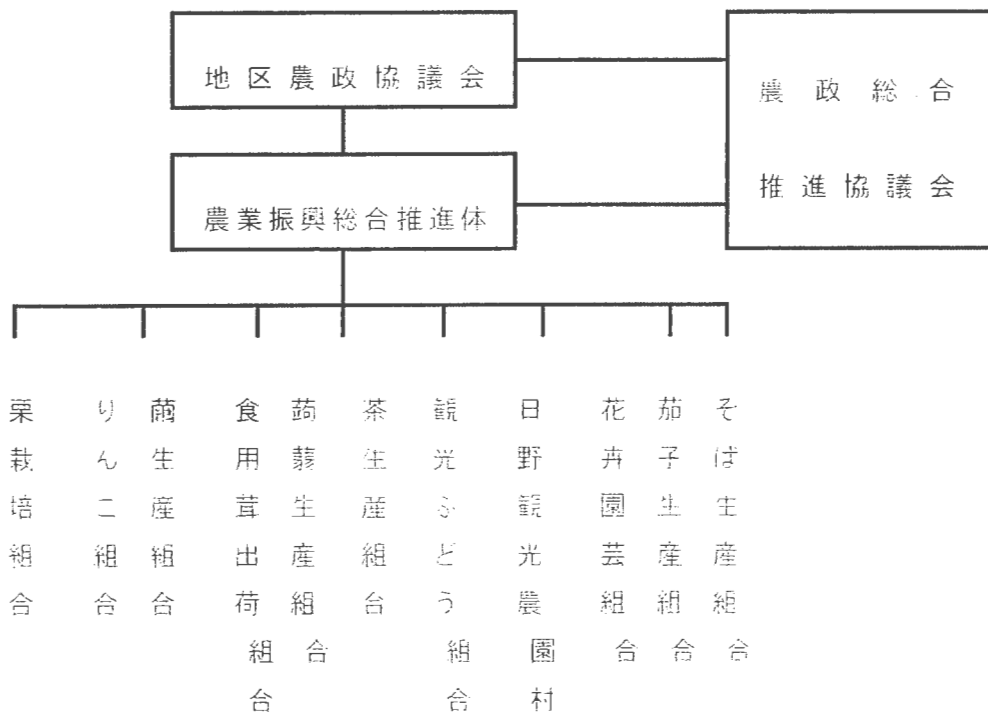 地区農政協議会
農政総合
推進協議会
農業振興総合推進体
栗栽培組合
りんご組合
繭生産組合
食用茸出荷組合
蒟蒻生産組合
茶生産組合
観光ぶどう組合
日野観光農園村
花卉園芸組合
茄子生産組合
そば生産組合